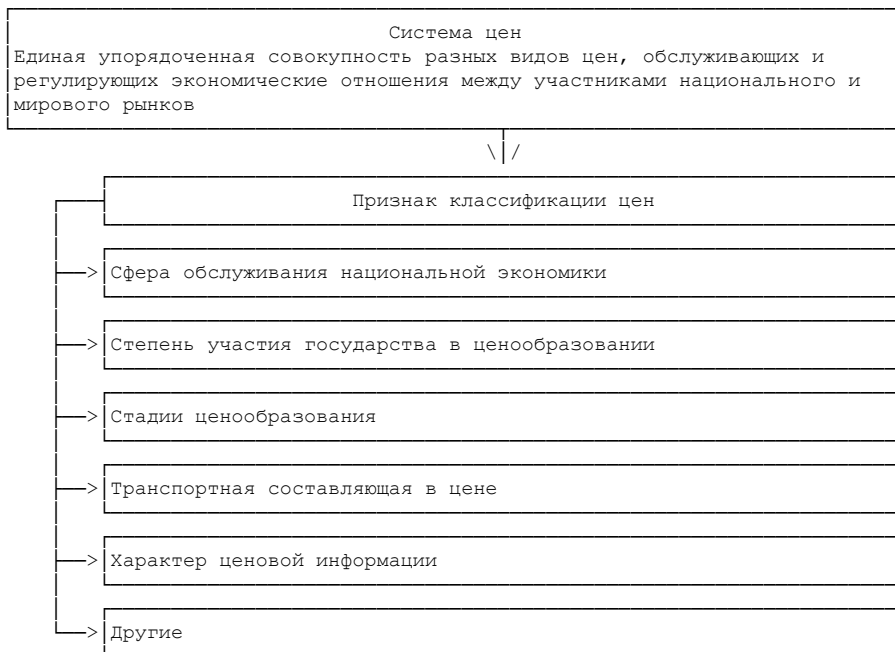 Система цен
Единая упорядоченная совокупность разных видов цен, обслуживающих и
регулирующих экономические отношения между участниками национального и
мирового рынков
Признак классификации цен
Сфера обслуживания национальной экономики
Степень участия государства в ценообразовании
Стадии ценообразования
Транспортная составляющая в цене
Характер ценовой информации
Другие